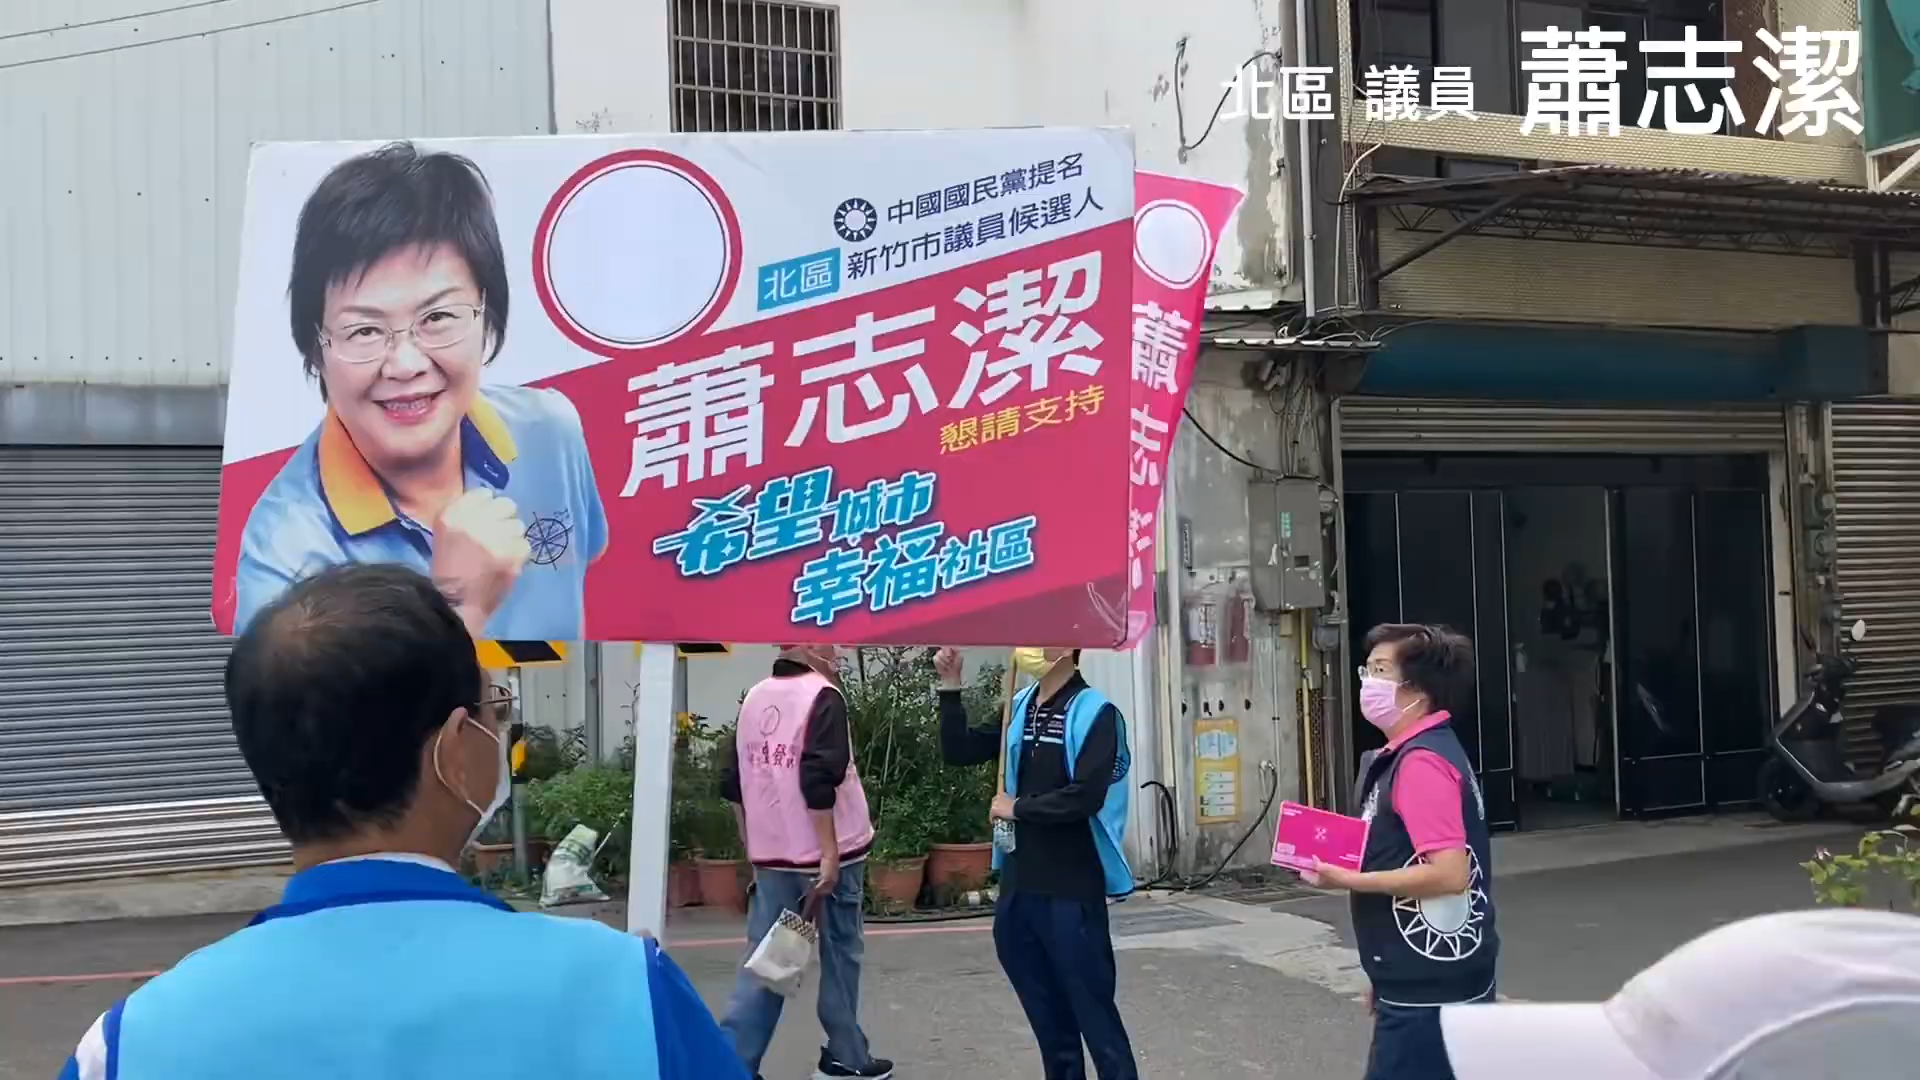 北區 議員 蕭志潔
中國國民黨提名
北區 新竹市議員候選人
蕭志潔
懇請支持
希望城市
幸福社區
蕭志潔